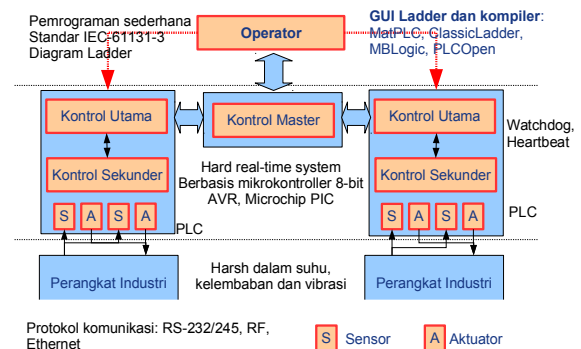 Pemrograman sederhana
Standar IEC-61131-3
Diagram Ladder
Operator
GUI Ladder dan kompiler:
MatPLC, ClassicLadder,
MBLogic, PLCOpen
Kontrol Utama
Kontrol Sekunder
S A S A
PLC
Kontrol Master
Hard real-time system
Berbasis mikrokontroller 8-bit
AVR, Microchip PIC
Kontrol Utama
Kontrol Sekunder
S A S A
PLC
Watchdog,
Heartbeat
Perangkat Industri
Harsh dalam suhu,
kelembaban dan vibrasi
Perangkat Industri
Protokol komunikasi: RS-232/245, RF,
Ethernet
S Sensor
A Aktuator